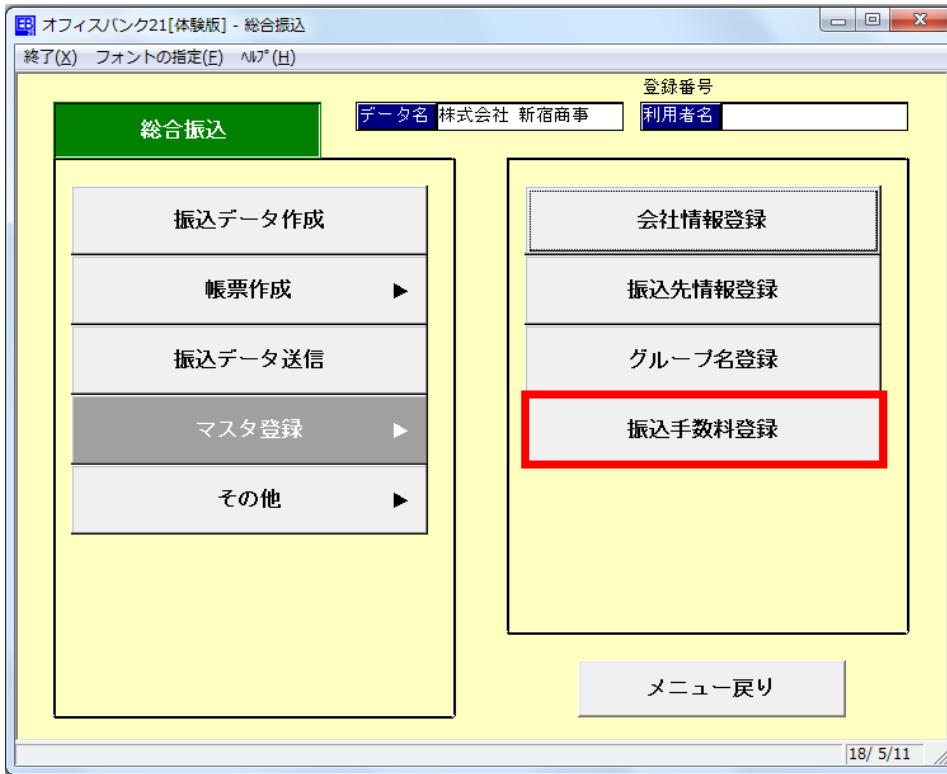 オフィスバンク21[体験版] - 総合振込
終了(X) フォントの指定(F) ﾍﾙﾌﾟ(H)
登録番号
総合振込
データ名 株式会社 新宿商事
利用者名
振込データ作成
帳票作成 ▶
振込データ送信
マスタ登録 ▶
その他 ▶
会社情報登録
振込先情報登録
グループ名登録
振込手数料登録
メニュー戻り
18/ 5/11